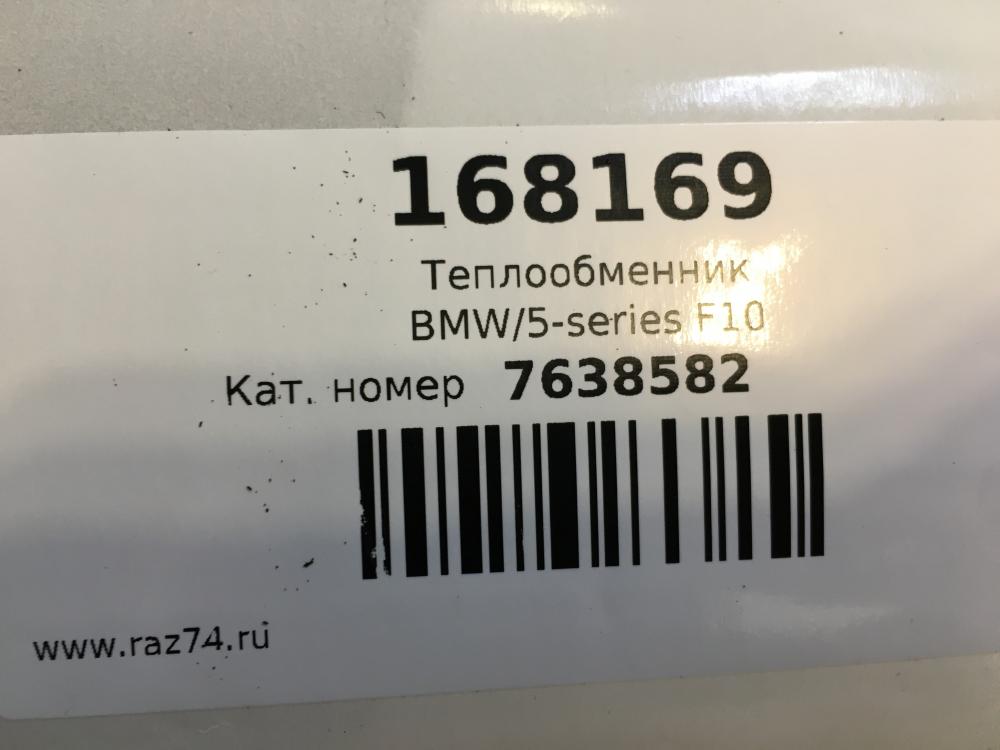 168169
Теплообменник
BMW/5-series F10
Кат. номер 7638582
www.raz74.ru